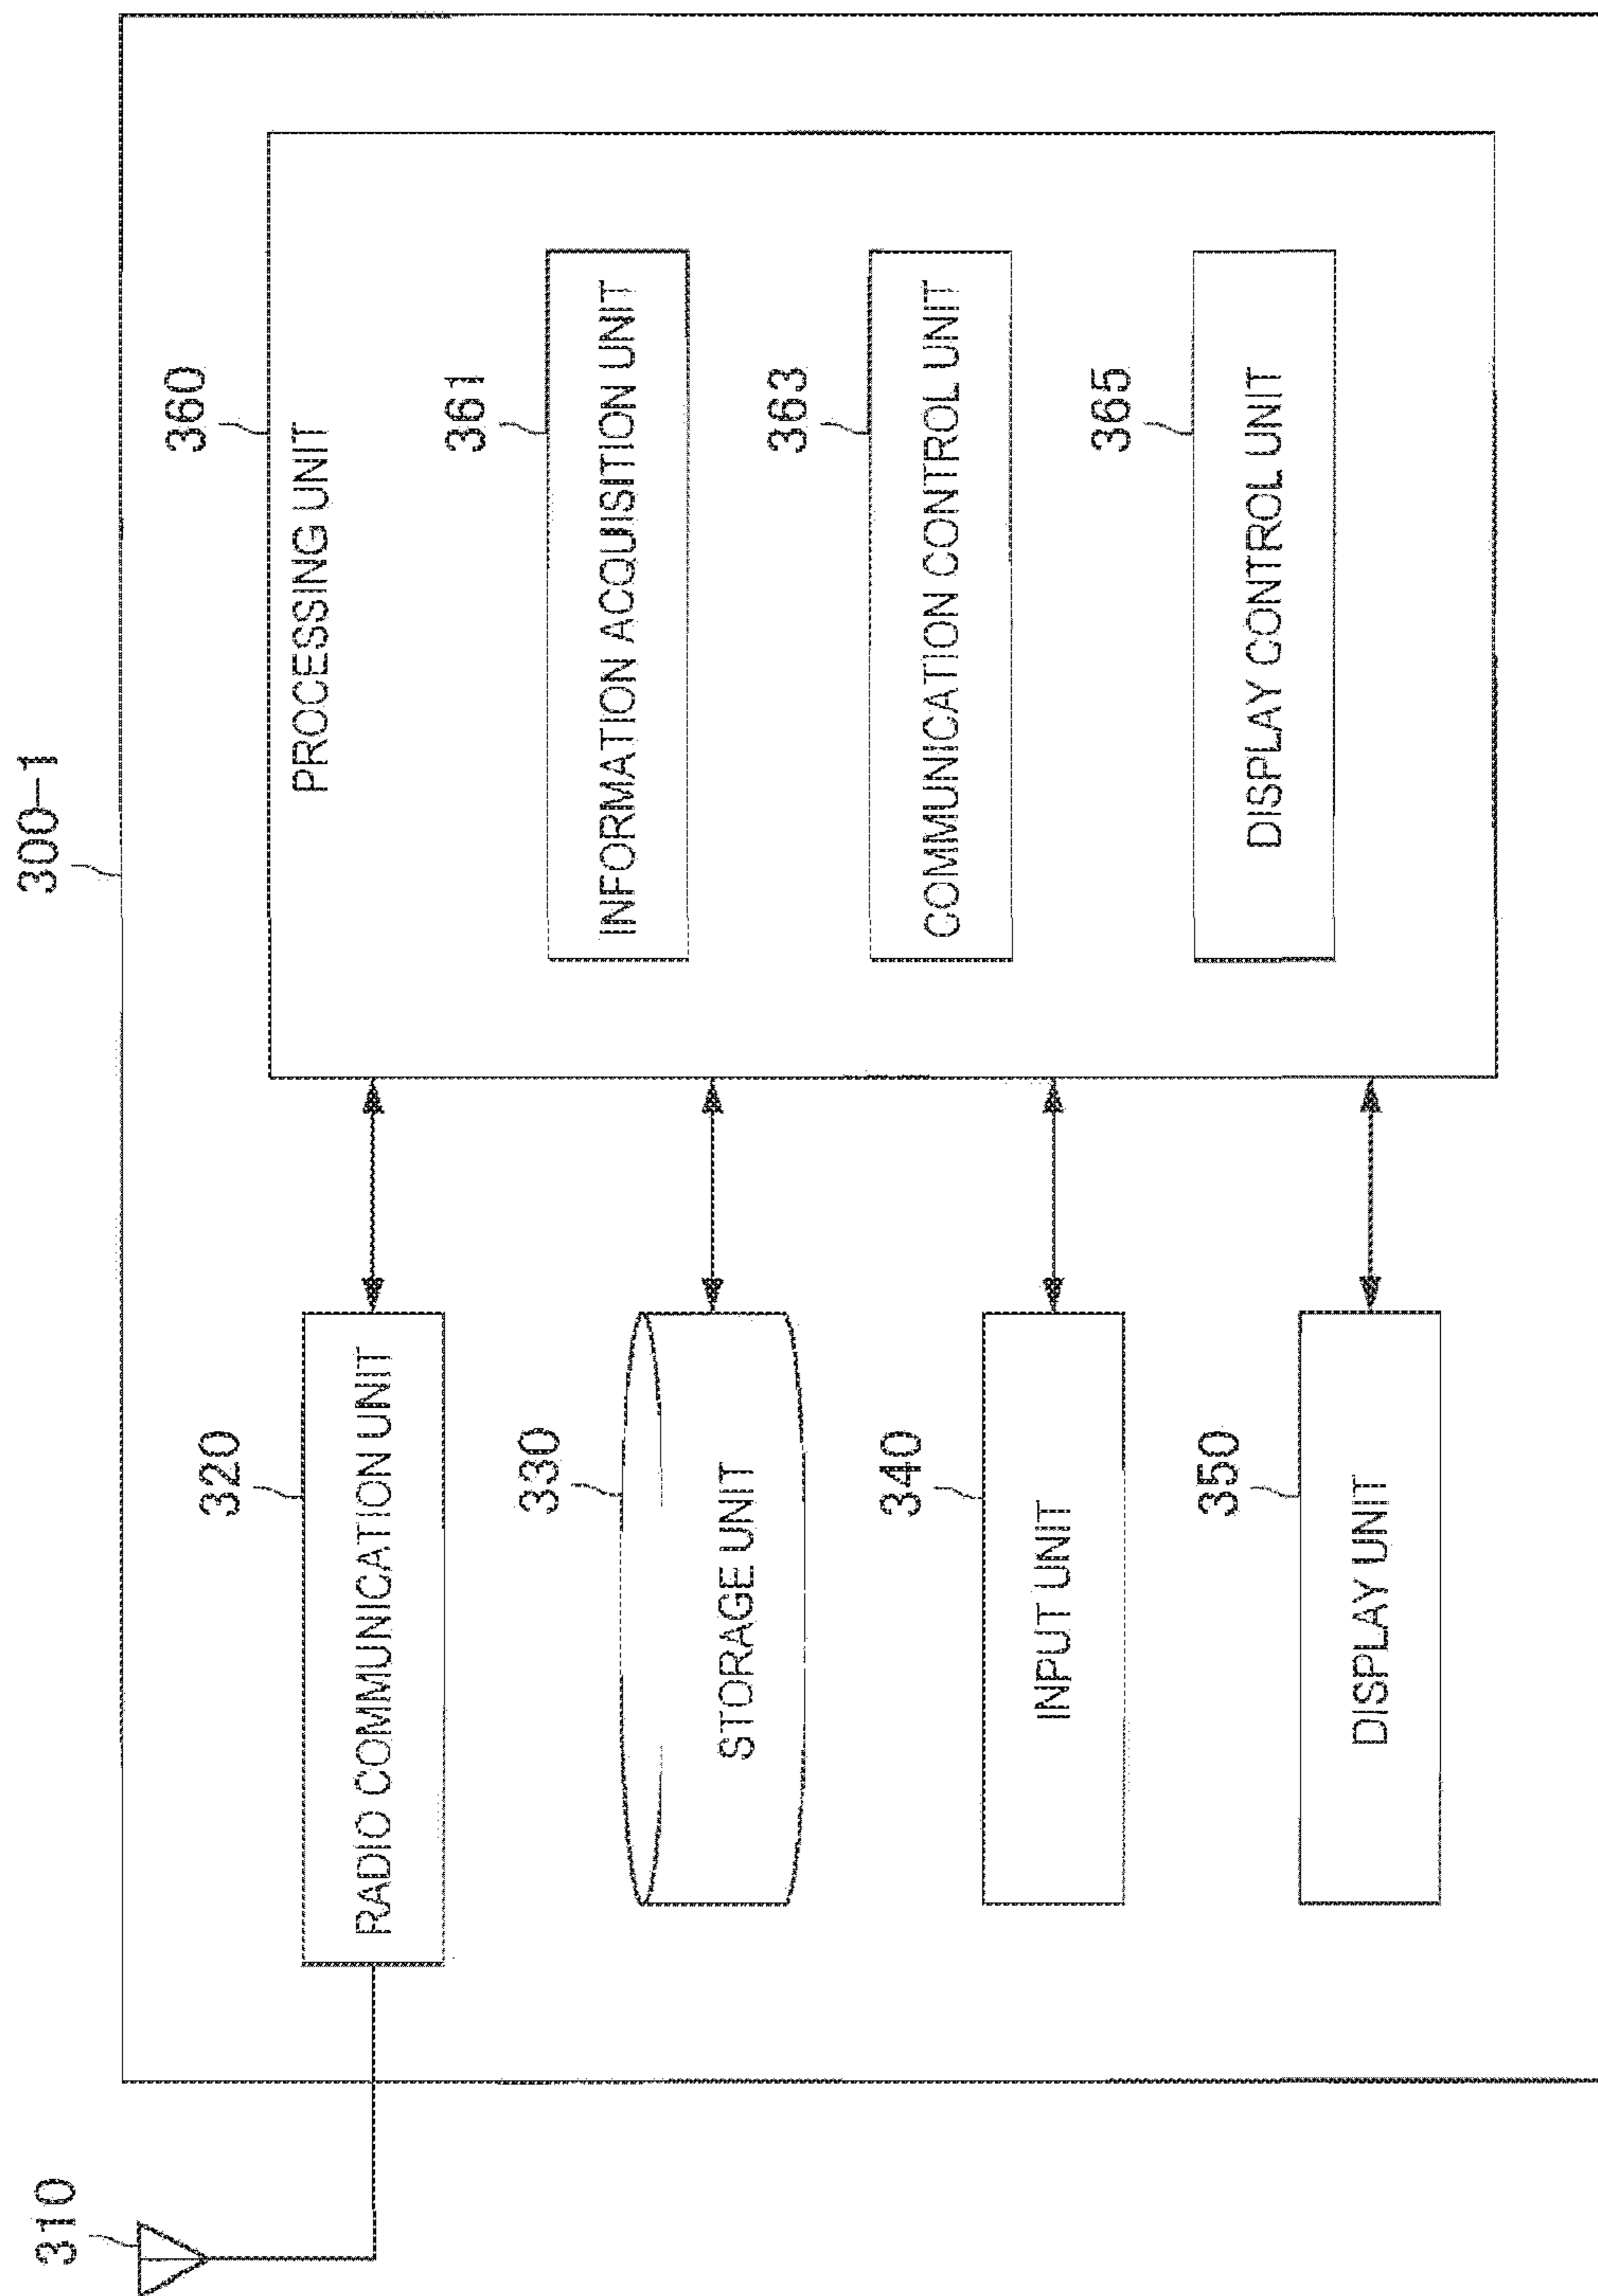 300-1
310
320
RADIO COMMUNICATION UNIT
330
STORAGE UNIT
340
INPUT UNIT
350
DISPLAY UNIT
360
PROCESSING UNIT
361
INFORMATION ACQUISITION UNIT
363
COMMUNICATION CONTROL UNIT
365
DISPLAY CONTROL UNIT